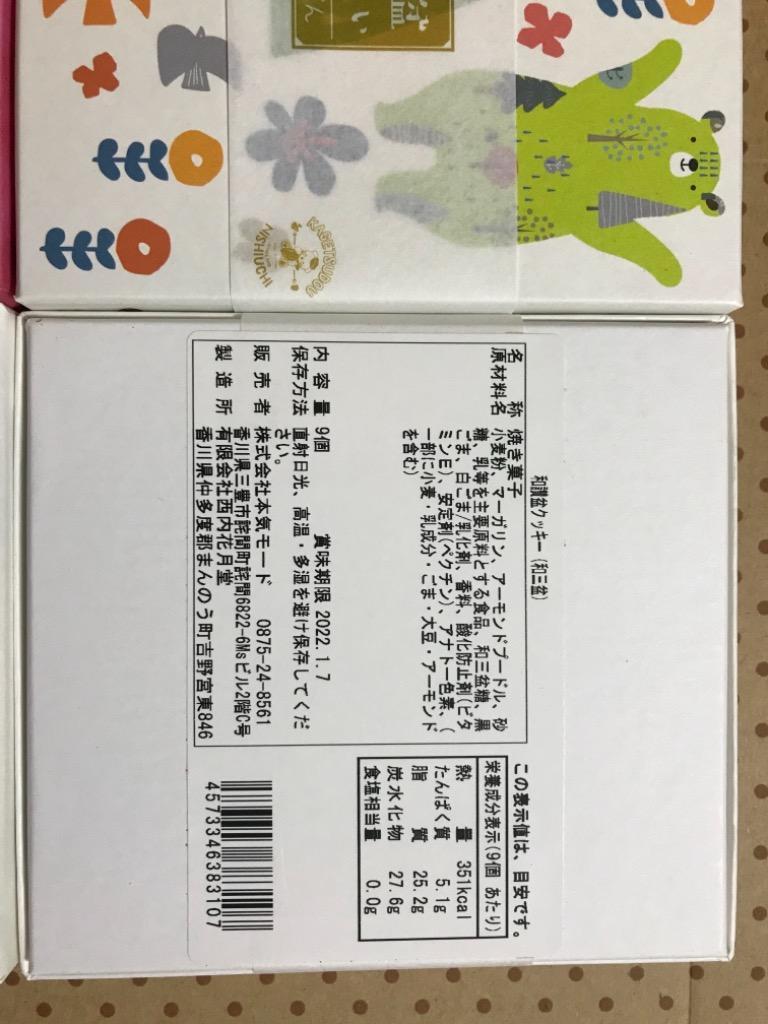 盆
い
ん
KAGETSUDOU
NISHIUCHI
和讃盆クッキー(和三盆)
名 称 焼き菓子
原材料名 小麦粉、マーガリン、アーモンドプードル、砂
糖、乳等を主要原料とする食品、和三盆糖、黒
ごま、白ごま/乳化剤、香料、酸化防止剤(ビタ
ミンE)、安定剤(ペクチン)、アナトー色素、(
一部に小麦・乳成分・ごま・大豆・アーモンド
を含む)
内 容 量 9個 賞味期限 2022.1.7
保存方法 直射日光、高温・多湿を避け保存してくだ
さい。
販 売 者 株式会社本気モード 0875-24-8561
香川県三豊市詫間町詫間6822-6Msビル2階C号
製 造 所 有限会社西内花月堂
香川県仲多度郡まんのう町吉野宮東846
この表示値は、目安です。
栄養成分表示(9個 あたり)
熱 量 351kcal
たんぱく質 5.1g
脂 質 25.2g
炭水化物 27.6g
食塩相当量 0.0g
4573346383107